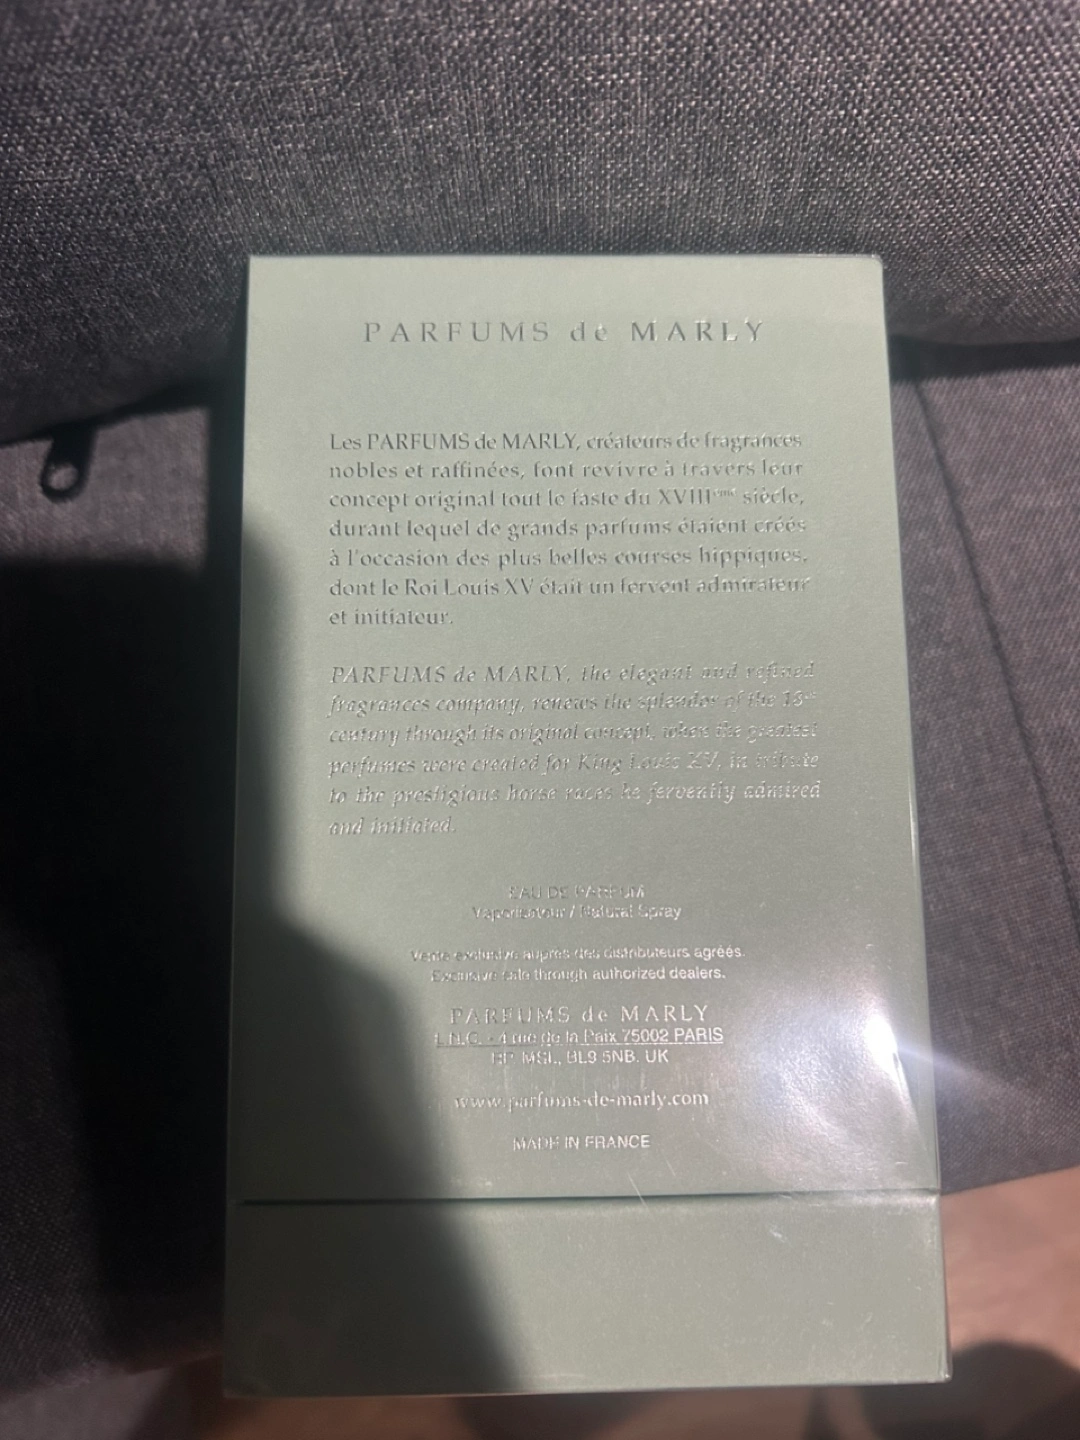 PARFUMS de MARLY
Les PARFUMS de MARLY, créateurs de fragrances
nobles et raffinées, font revivre à travers leur
concept original tout le faste du XVIIIème siècle,
durant lequel de grands parfums étaient créés
à l'occasion des plus belles courses hippiques,
dont le Roi Louis XV était un fervent admirateur
et initiateur.
PARFUMS de MARLY, the elegant and refined
fragrances company, renews the splendor of the 18th
century through its original concept, when the greatest
perfumes were created for King Louis XV, in tribute
to the prestigious horse races he fervently admired
and initiated.
EAU DE PARFUM
Vaporisateur / Natural Spray
Vente exclusive auprès des distributeurs agréés.
Exclusive sale through authorized dealers.
PARFUMS de MARLY
4 rue de la Paix 75002 PARIS
MSL, BL9 5NB. UK
www.parfums-de-marly.com
MADE IN FRANCE